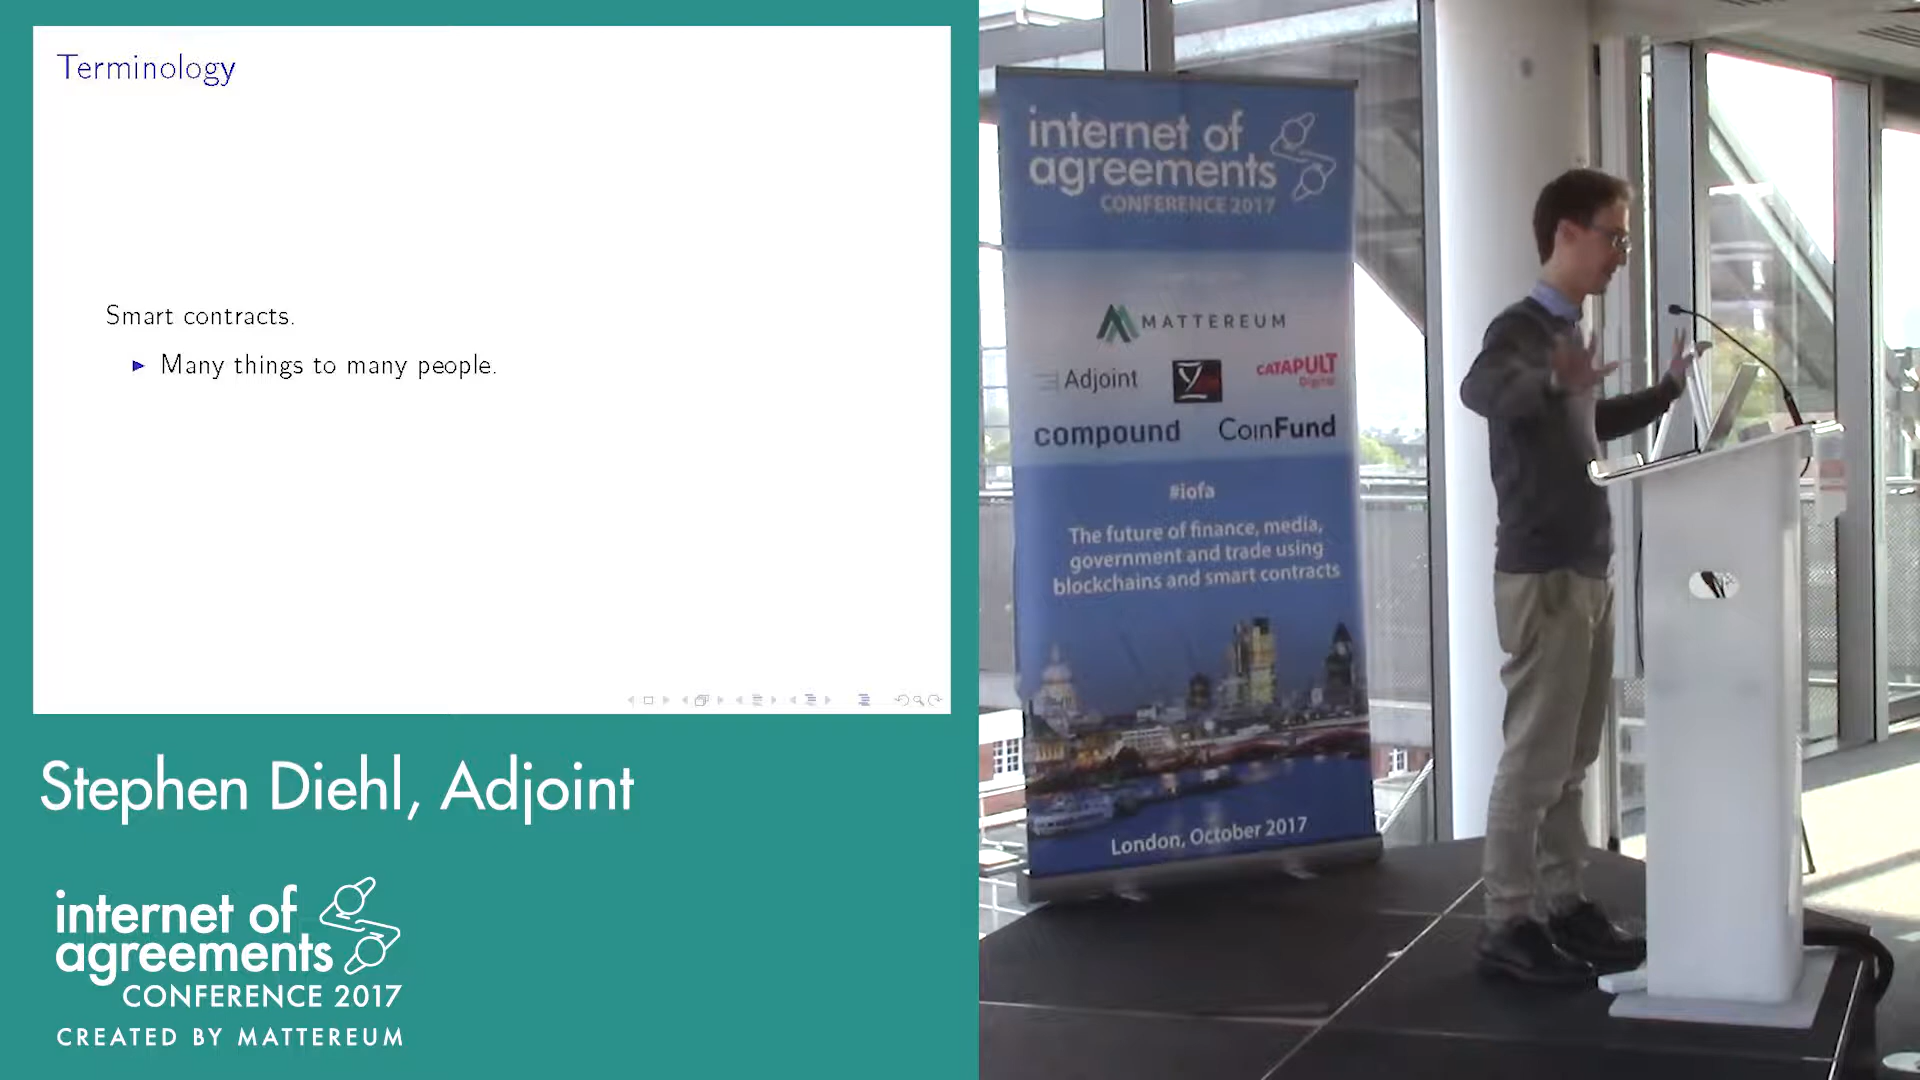 Terminology
Smart contracts.
Many things to many people.
Stephen Diehl, Adjoint
internet of
agreements
CONFERENCE 2017
CREATED BY MATTEREUM
internet of
agreements
CONFERENCE 2017
MATTEREUM
Adjoint
CATAPULT
Digital
compound
CoinFund
#iofa
The future of finance, media,
government and trade using
blockchains and smart contracts
London, October 2017